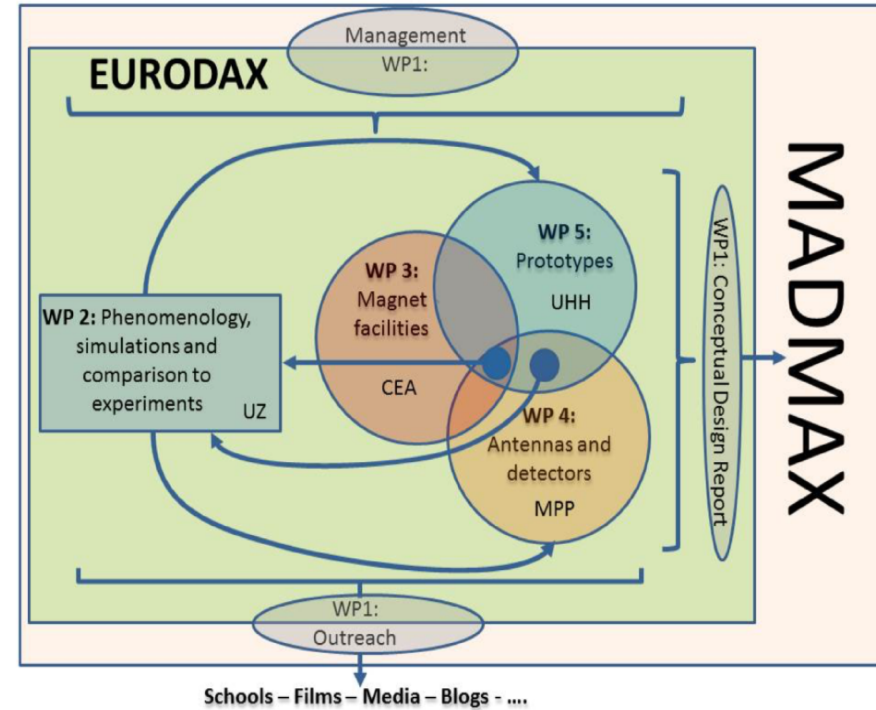 Management
WP1:
EURODAX
WP 5:
Prototypes
UHH
WP 3:
Magnet
facilities
CEA
WP 2: Phenomenology,
simulations and
comparison to
experiments
UZ
WP 4:
Antennas and
detectors
MPP
WP1: Conceptual Design Report
MADMAX
WP1:
Outreach
Schools – Films – Media – Blogs - ....